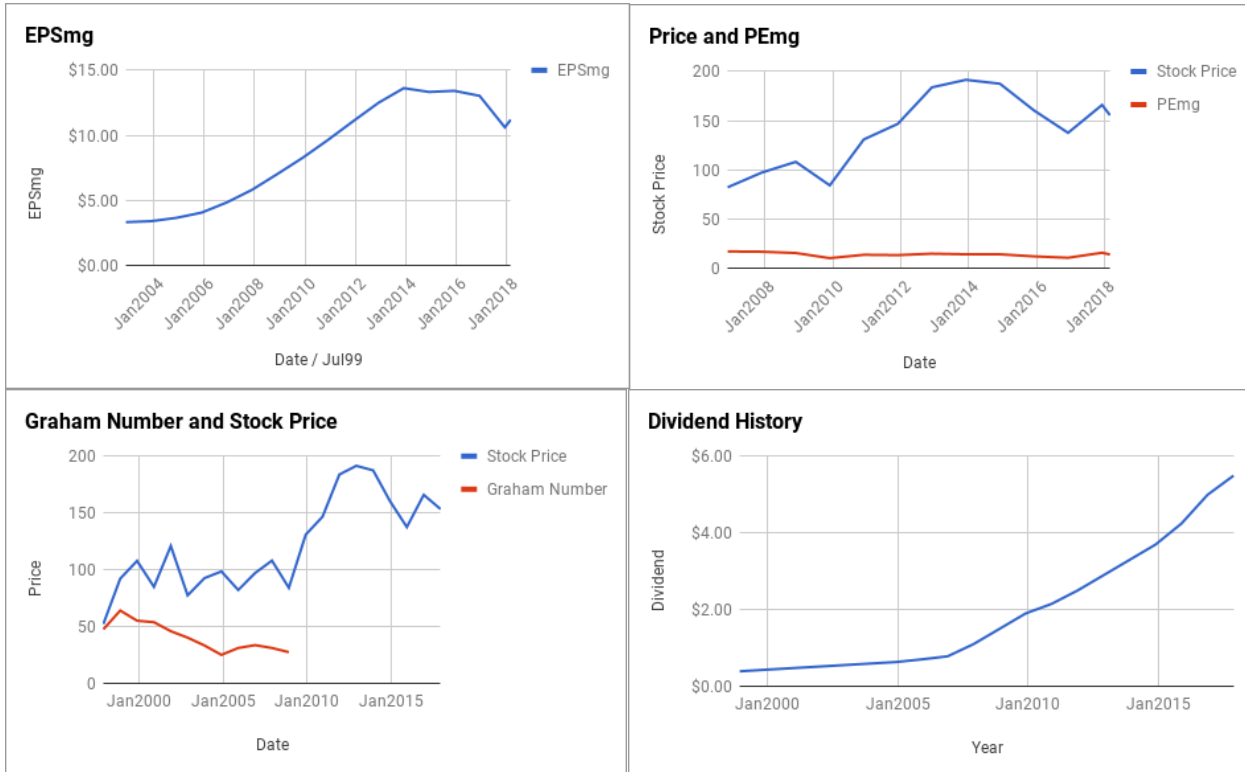 EPSmg
EPSmg
$15.00
$10.00
$5.00
$0.00
EPSmg
Jan2004
Jan2006
Jan2008
Jan2010
Jan2012
Jan2014
Jan2016
Jan2018
Date / Jul99
Price and PEmg
Stock Price
PEmg
200
150
100
50
0
Stock Price
Jan2008
Jan2010
Jan2012
Jan2014
Jan2016
Jan2018
Date
Graham Number and Stock Price
Stock Price
Graham Number
200
150
100
50
0
Price
Jan2000
Jan2005
Jan2010
Jan2015
Date
Dividend History
$6.00
$4.00
$2.00
$0.00
Dividend
Jan2000
Jan2005
Jan2010
Jan2015
Year